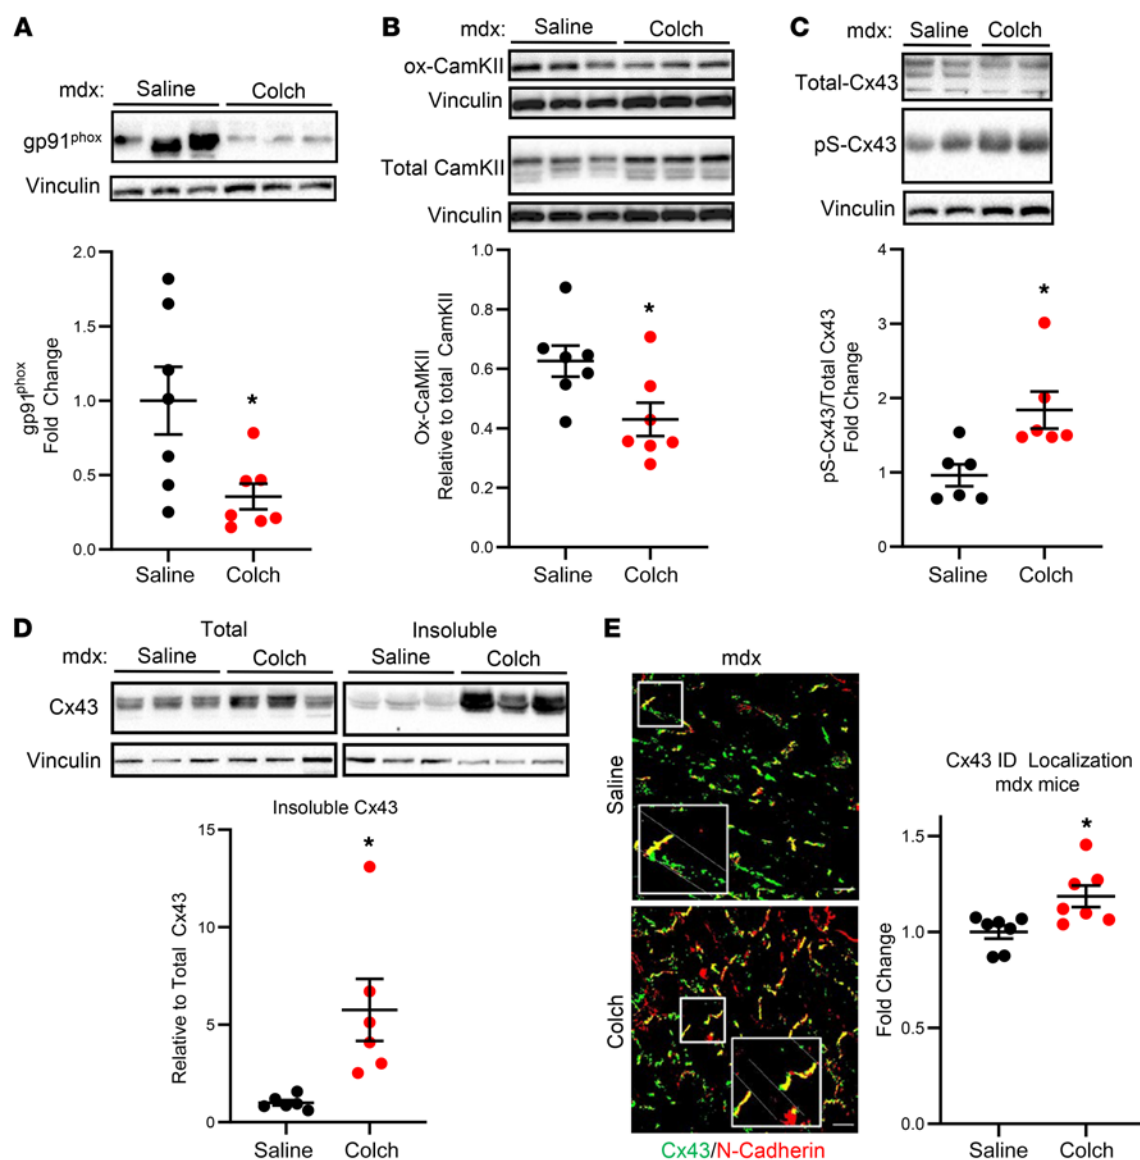 A
mdx: Saline Colch
gp91phox
Vinculin
2.0
1.5
1.0
0.5
0.0
gp91phox
Fold Change
*
Saline Colch
B
mdx: Saline Colch
ox-CamKII
Vinculin
Total CamKII
Vinculin
1.0
0.8
0.6
0.4
0.2
0.0
Ox-CaMKII
Relative to total CamKII
*
Saline Colch
C
mdx: Saline Colch
Total-Cx43
pS-Cx43
Vinculin
4
3
2
1
0
pS-Cx43/Total Cx43
Fold Change
*
Saline Colch
D
Total Insoluble
mdx: Saline Colch Saline Colch
Cx43
Vinculin
Insoluble Cx43
15
10
5
0
Relative to Total Cx43
*
Saline Colch
E
mdx
Saline
Colch
Cx43/N-Cadherin
Cx43 ID Localization
mdx mice
1.5
1.0
0.5
0.0
Fold Change
*
Saline Colch